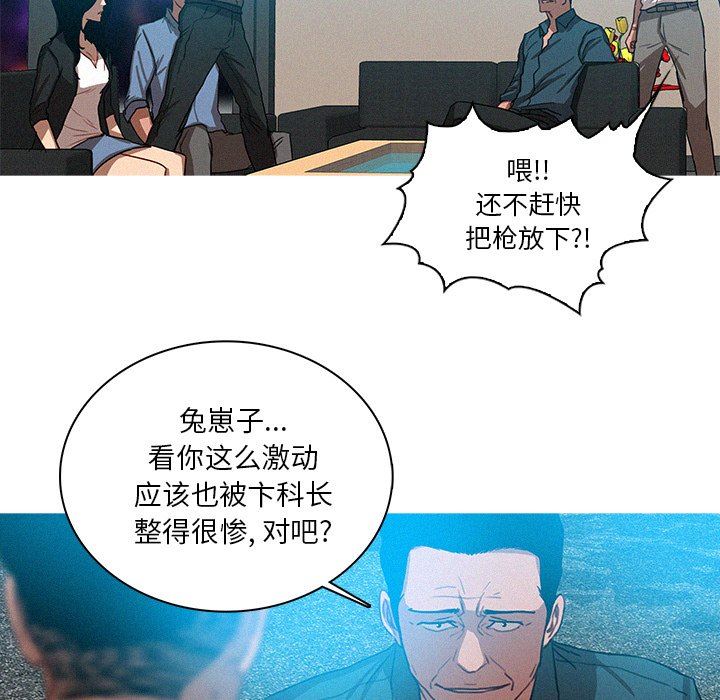 喂!!
还不赶快
把枪放下?!
兔崽子...
看你这么激动
应该也被卞科长
整得很惨, 对吧?